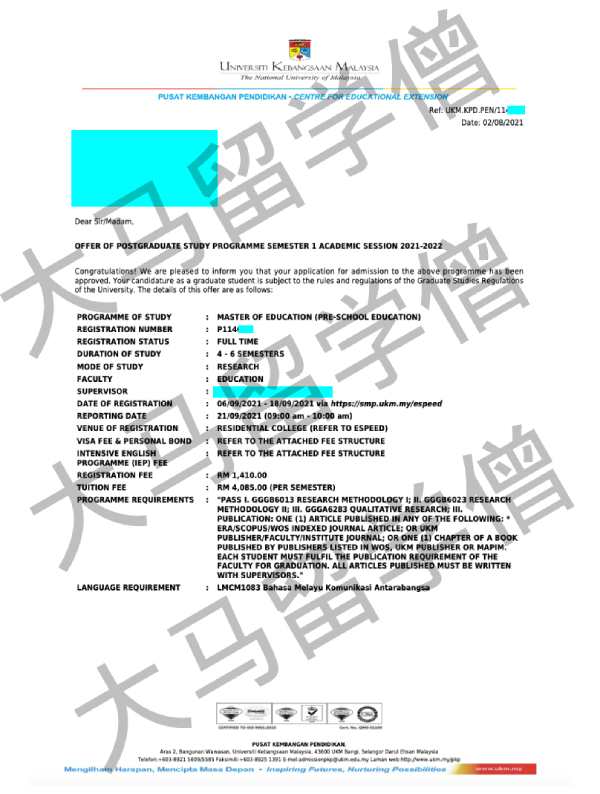 UNIVERSITI KEBANGSAAN MALAYSIA
The National University of Malaysia
PUSAT KEMBANGAN PENDIDIKAN - CENTRE FOR EDUCATIONAL EXTENSION
Ref: UKM.KPD.PEN/114
Date: 02/08/2021
Dear Sir/Madam,
OFFER OF POSTGRADUATE STUDY PROGRAMME SEMESTER 1 ACADEMIC SESSION 2021-2022
Congratulations! We are pleased to inform you that your application for admission to the above programme has been
approved. Your candidature as a graduate student is subject to the rules and regulations of the Graduate Studies Regulations
of the University. The details of this offer are as follows:
PROGRAMME OF STUDY : MASTER OF EDUCATION (PRE-SCHOOL EDUCATION)
REGISTRATION NUMBER : P114
REGISTRATION STATUS : FULL TIME
DURATION OF STUDY : 4 - 6 SEMESTERS
MODE OF STUDY : RESEARCH
FACULTY : EDUCATION
SUPERVISOR :
DATE OF REGISTRATION : 06/09/2021 - 18/09/2021 via https://smp.ukm.my/espeed
REPORTING DATE : 21/09/2021 (09:00 am - 10:00 am)
VENUE OF REGISTRATION : RESIDENTIAL COLLEGE (REFER TO ESPEED)
VISA FEE & PERSONAL BOND : REFER TO THE ATTACHED FEE STRUCTURE
INTENSIVE ENGLISH : REFER TO THE ATTACHED FEE STRUCTURE
PROGRAMME (IEP) FEE
REGISTRATION FEE : RM 1,410.00
TUITION FEE : RM 4,085.00 (PER SEMESTER)
PROGRAMME REQUIREMENTS : "PASS I. GGGB6013 RESEARCH METHODOLOGY I; II. GGGB6023 RESEARCH
METHODOLOGY II; III. GGGA6283 QUALITATIVE RESEARCH; III.
PUBLICATION: ONE (1) ARTICLE PUBLISHED IN ANY OF THE FOLLOWING: *
ERA/SCOPUS/WOS INDEXED JOURNAL ARTICLE; OR UKM
PUBLISHER/FACULTY/INSTITUTE JOURNAL; OR ONE (1) CHAPTER OF A BOOK
PUBLISHED BY PUBLISHERS LISTED IN WOS, UKM PUBLISHER OR MAPIM.
EACH STUDENT MUST FULFIL THE PUBLICATION REQUIREMENT OF THE
FACULTY FOR GRADUATION. ALL ARTICLES PUBLISHED MUST BE WRITTEN
WITH SUPERVISORS."
LANGUAGE REQUIREMENT : LMCM1083 Bahasa Melayu Komunikasi Antarabangsa
PUSAT KEMBANGAN PENDIDIKAN
Aras 2, Bangunan Wawasan, Universiti Kebangsaan Malaysia, 43600 UKM Bangi, Selangor Darul Ehsan Malaysia
Telefon:+603-8921 5609/5585 Faksimili:+603-8925 1391 E-mel:admissionpkp@ukm.edu.my Laman web:http://www.ukm.my/pkp
Mengilham Harapan, Mencipta Masa Depan • Inspiring Futures, Nurturing Possibilities
www.ukm.my
大马留学僧
大马留学僧
大马留学僧